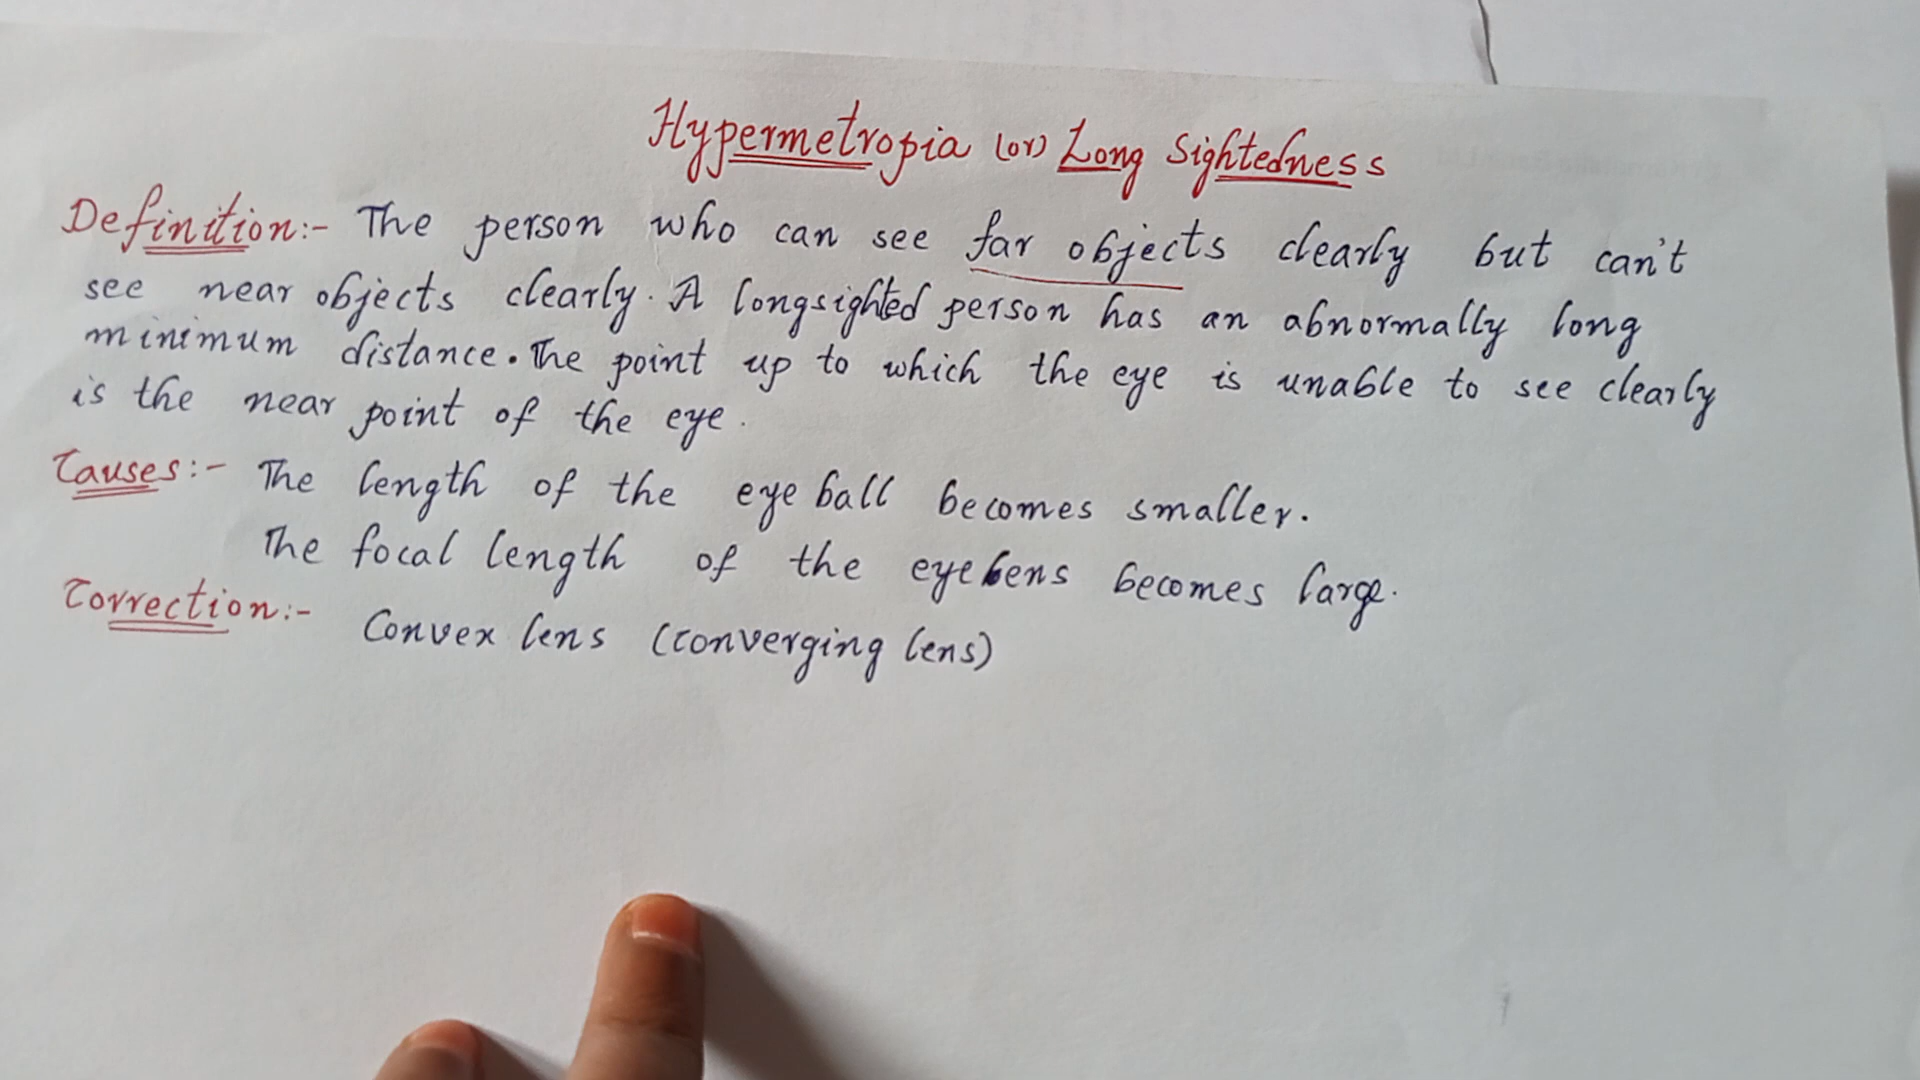 Hypermetropia (or) Long Sightedness
Definition:- The person who can see far objects clearly but can't
see near objects clearly. A longsighted person has an abnormally long
minimum distance. The point up to which the eye is unable to see clearly
is the near point of the eye.
Causes:- The length of the eye ball becomes smaller.
The focal length of the eye lens becomes large.
Correction:- Convex lens (converging lens)